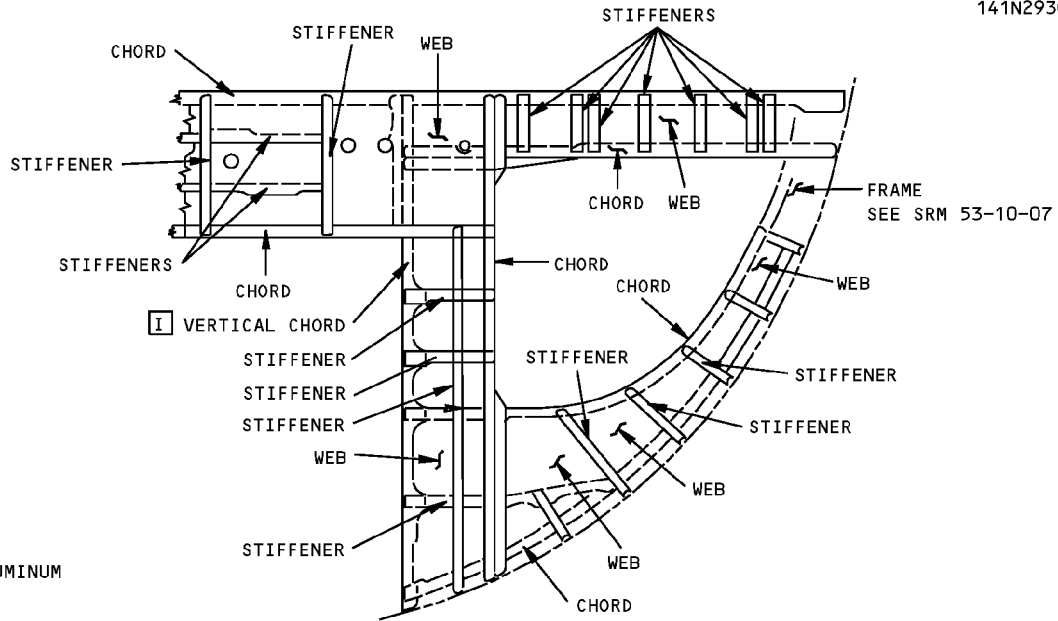 141N293
STIFFENERS
STIFFENER
WEB
CHORD
STIFFENER
CHORD
WEB
FRAME
SEE SRM 53-10-07
STIFFENERS
CHORD
CHORD
WEB
CHORD
I VERTICAL CHORD
STIFFENER
STIFFENER
STIFFENER
STIFFENER
STIFFENER
STIFFENER
WEB
WEB
STIFFENER
WEB
UMINUM
CHORD